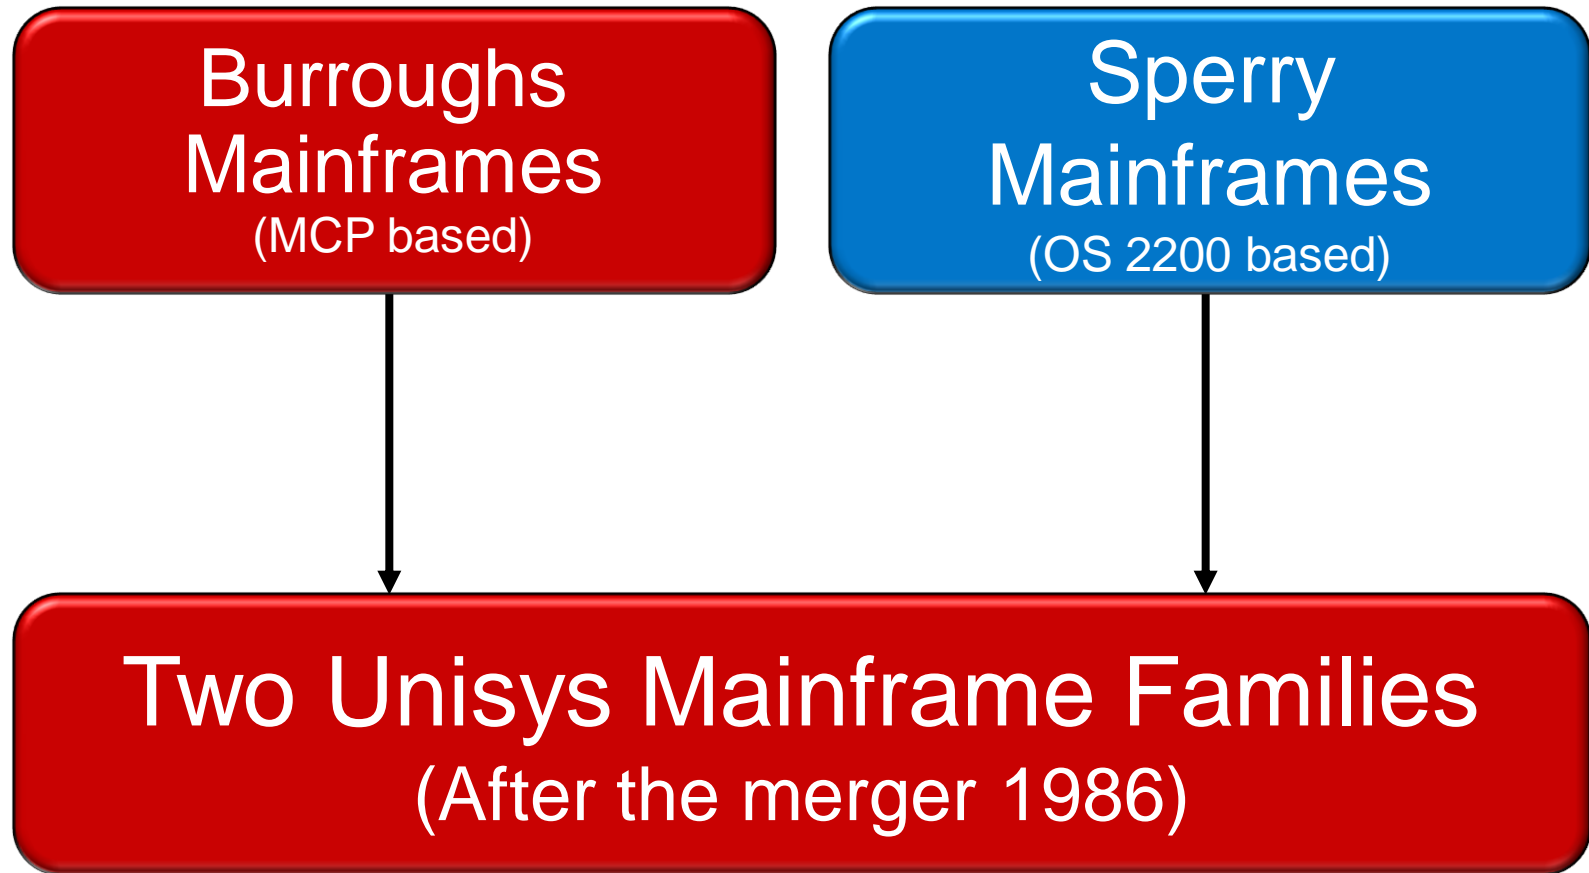 Burroughs
Mainframes
(MCP based)
Sperry
Mainframes
(OS 2200 based)
Two Unisys Mainframe Families
(After the merger 1986)